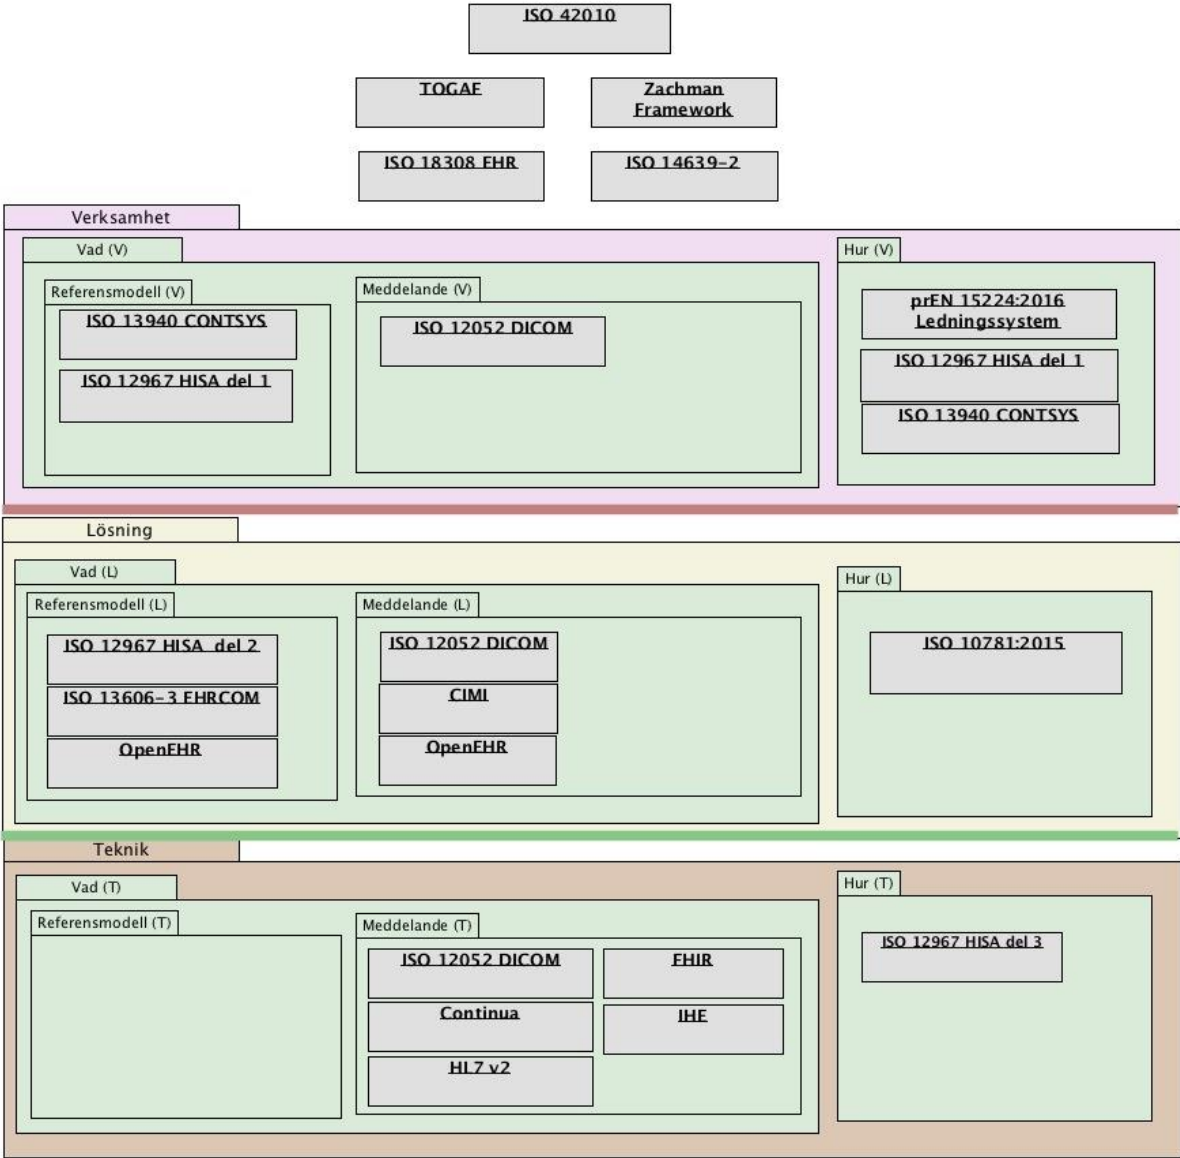 ISO 42010
TOGAF
Zachman
Framework
ISO 18308 EHR
ISO 14639-2
Verksamhet
Vad (V)
Referensmodell (V)
ISO 13940 CONTSYS
ISO 12967 HISA del 1
Meddelande (V)
ISO 12052 DICOM
Hur (V)
prEN 15224:2016
Ledningssystem
ISO 12967 HISA del 1
ISO 13940 CONTSYS
Lösning
Vad (L)
Referensmodell (L)
ISO 12967 HISA del 2
ISO 13606-3 EHRCOM
OpenEHR
Meddelande (L)
ISO 12052 DICOM
CIMI
OpenEHR
Hur (L)
ISO 10781:2015
Teknik
Vad (T)
Referensmodell (T)
Meddelande (T)
ISO 12052 DICOM
Continua
HL7 v2
FHIR
IHE
Hur (T)
ISO 12967 HISA del 3